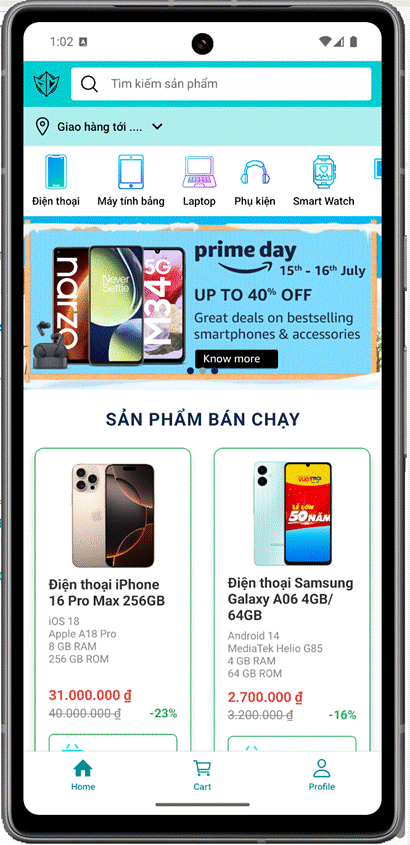 1:02 A
Tìm kiếm sản phẩm
Giao hàng tới ....
Điện thoại Máy tính bảng Laptop Phụ kiện Smart Watch
narzo
Never
Settle
M34 5G
prime day
15th - 16th July
UP TO 40% OFF
Great deals on bestselling
smartphones & accessories
Know more
SẢN PHẨM BÁN CHẠY
Điện thoại iPhone
16 Pro Max 256GB
iOS 18
Apple A18 Pro
8 GB RAM
256 GB ROM
31.000.000 ₫
40.000.000 ₫ -23%
LỄ LỚN
50 NĂM
Điện thoại Samsung
Galaxy A06 4GB/
64GB
Android 14
MediaTek Helio G85
4 GB RAM
64 GB ROM
2.700.000 ₫
3.200.000 ₫ -16%
Home Cart Profile